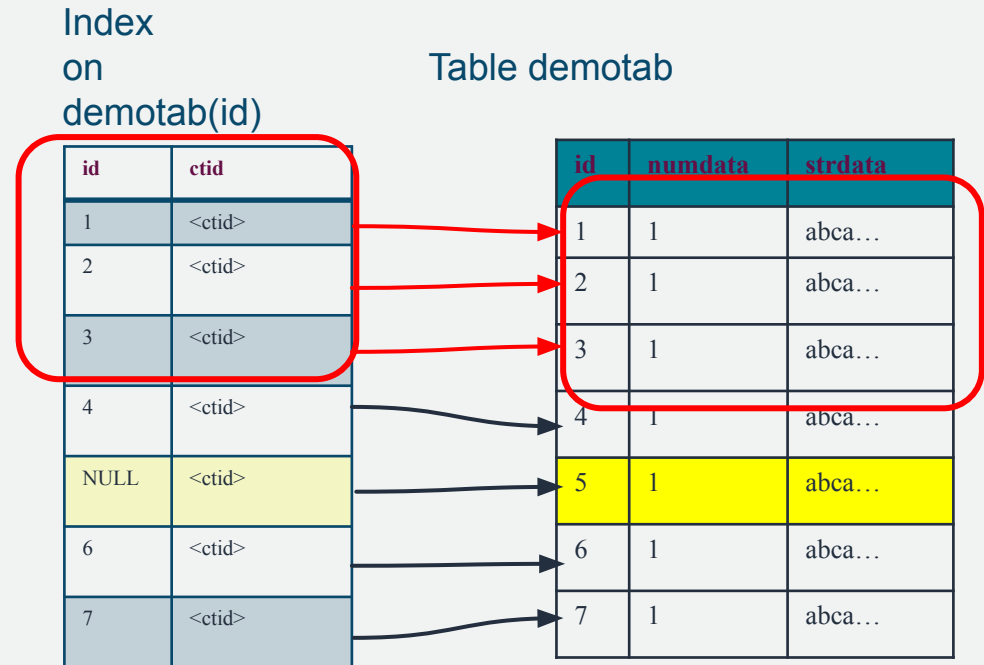 Index
on
demotab(id)
Table demotab
id ctid
1 <ctid>
2 <ctid>
3 <ctid>
4 <ctid>
NULL <ctid>
6 <ctid>
7 <ctid>
id numdata strdata
1 1 abca…
2 1 abca…
3 1 abca…
4 1 abca…
5 1 abca…
6 1 abca…
7 1 abca…